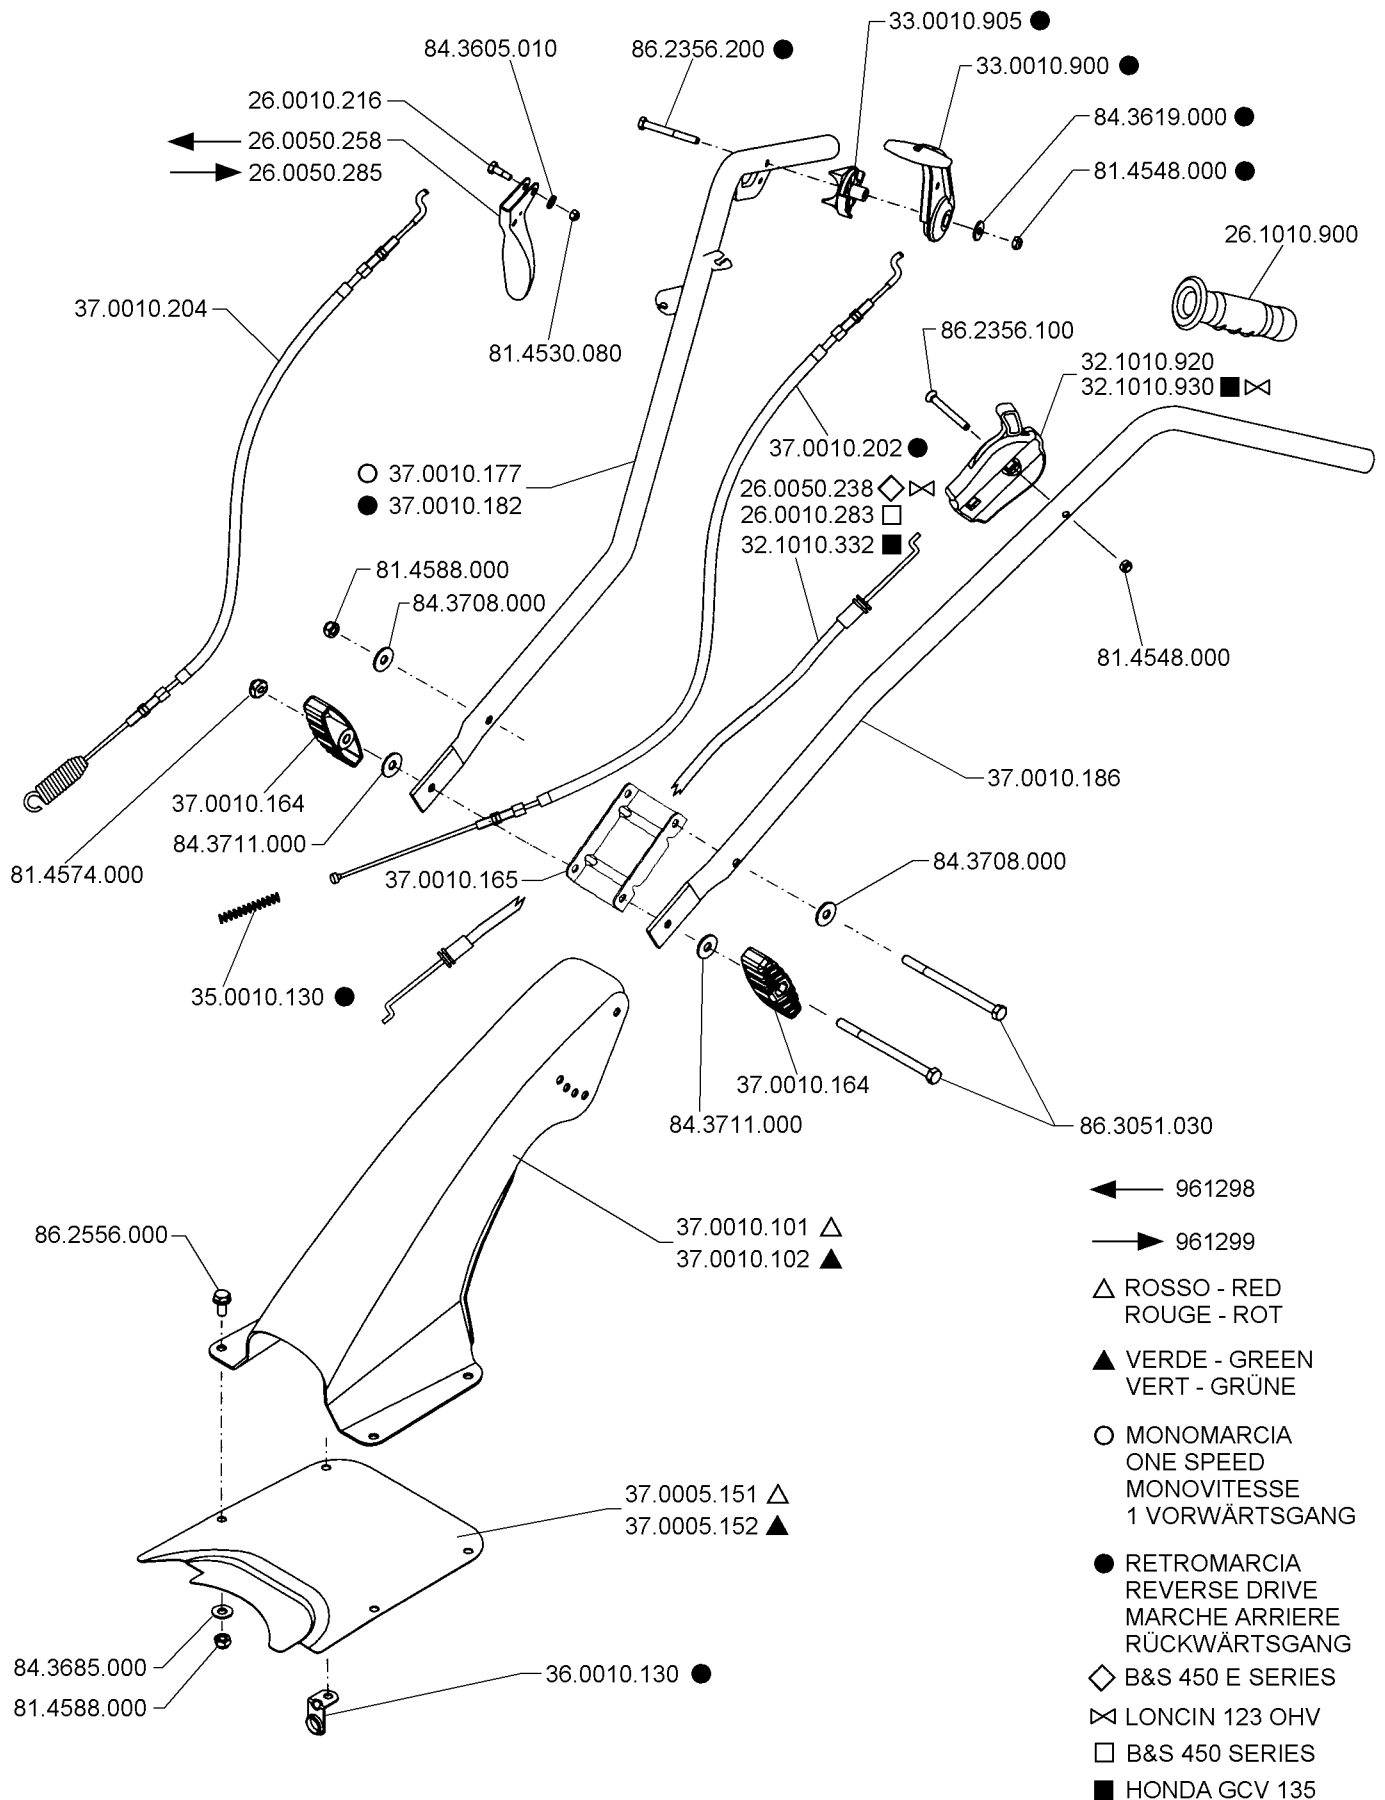 33.0010.905 ●
84.3605.010
86.2356.200 ●
33.0010.900 ●
26.0010.216
84.3619.000 ●
26.0050.258
26.0050.285
81.4548.000 ●
26.1010.900
37.0010.204
81.4530.080
86.2356.100
32.1010.920
32.1010.930 ■ ⋈
37.0010.202 ●
○ 37.0010.177
● 37.0010.182
26.0050.238 ◇ ⋈
26.0010.283 □
32.1010.332 ■
81.4588.000
84.3708.000
81.4548.000
37.0010.186
37.0010.164
84.3711.000
81.4574.000
37.0010.165
84.3708.000
35.0010.130 ●
37.0010.164
84.3711.000
86.3051.030
← 961298
→ 961299
86.2556.000
37.0010.101 △
37.0010.102 ▲
△ ROSSO - RED
ROUGE - ROT
▲ VERDE - GREEN
VERT - GRÜNE
○ MONOMARCIA
ONE SPEED
MONOVITESSE
1 VORWÄRTSGANG
37.0005.151 △
37.0005.152 ▲
● RETROMARCIA
REVERSE DRIVE
MARCHE ARRIERE
RÜCKWÄRTSGANG
84.3685.000
81.4588.000
36.0010.130 ●
◇ B&S 450 E SERIES
⋈ LONCIN 123 OHV
□ B&S 450 SERIES
■ HONDA GCV 135